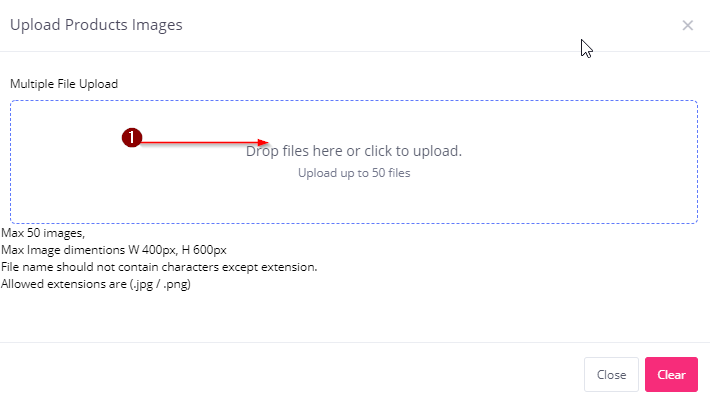 Upload Products Images
Multiple File Upload
1
Drop files here or click to upload.
Upload up to 50 files
Max 50 images,
Max Image dimentions W 400px, H 600px
File name should not contain characters except extension.
Allowed extensions are (.jpg / .png)
Close
Clear